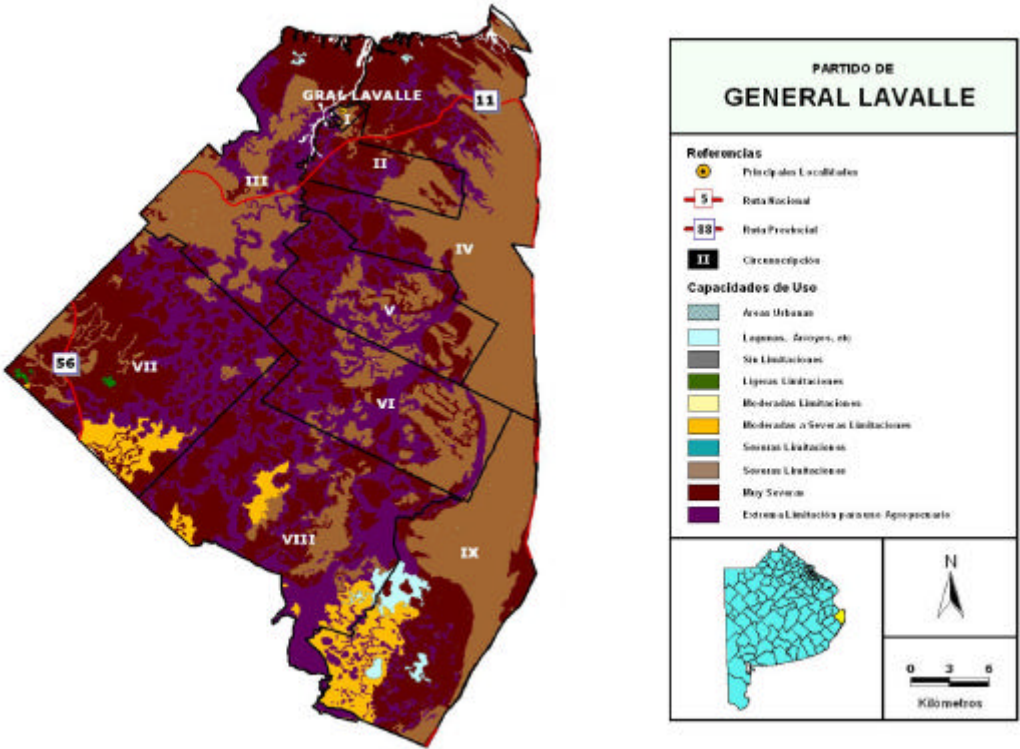 GRAL LAVALLE
11
I
II
III
IV
V
56
VII
VI
VIII
IX
PARTIDO DE
GENERAL LAVALLE
Referencias
Principales Localidades
5
Ruta Nacional
88
Ruta Provincial
II
Circunscripción
Capacidades de Uso
Areas Urbanas
Lagunas, Arroyos, etc
Sin Limitaciones
Ligeras Limitaciones
Moderadas Limitaciones
Moderadas a Severas Limitaciones
Severas Limitaciones
Severas Limitaciones
Muy Severas
Extrema Limitación para uso Agropecuario
N
0 3 6
Kilómetros